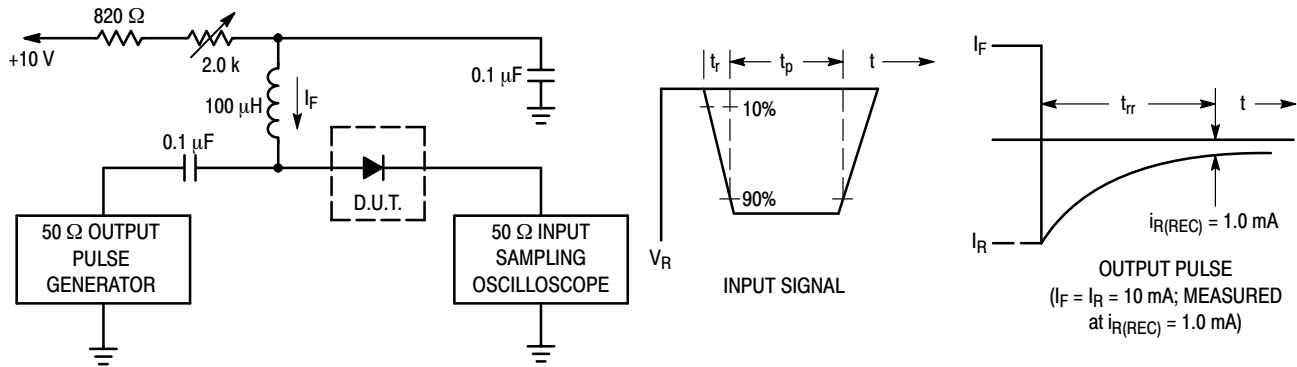 820 Ω
+10 V
2.0 k
100 μH
I_F
0.1 μF
0.1 μF
D.U.T.
50 Ω OUTPUT
PULSE
GENERATOR
50 Ω INPUT
SAMPLING
OSCILLOSCOPE
t_r
t_p
t
10%
90%
V_R
INPUT SIGNAL
I_F
t_rr
t
I_R
i_R(REC) = 1.0 mA
OUTPUT PULSE
(I_F = I_R = 10 mA; MEASURED
at i_R(REC) = 1.0 mA)